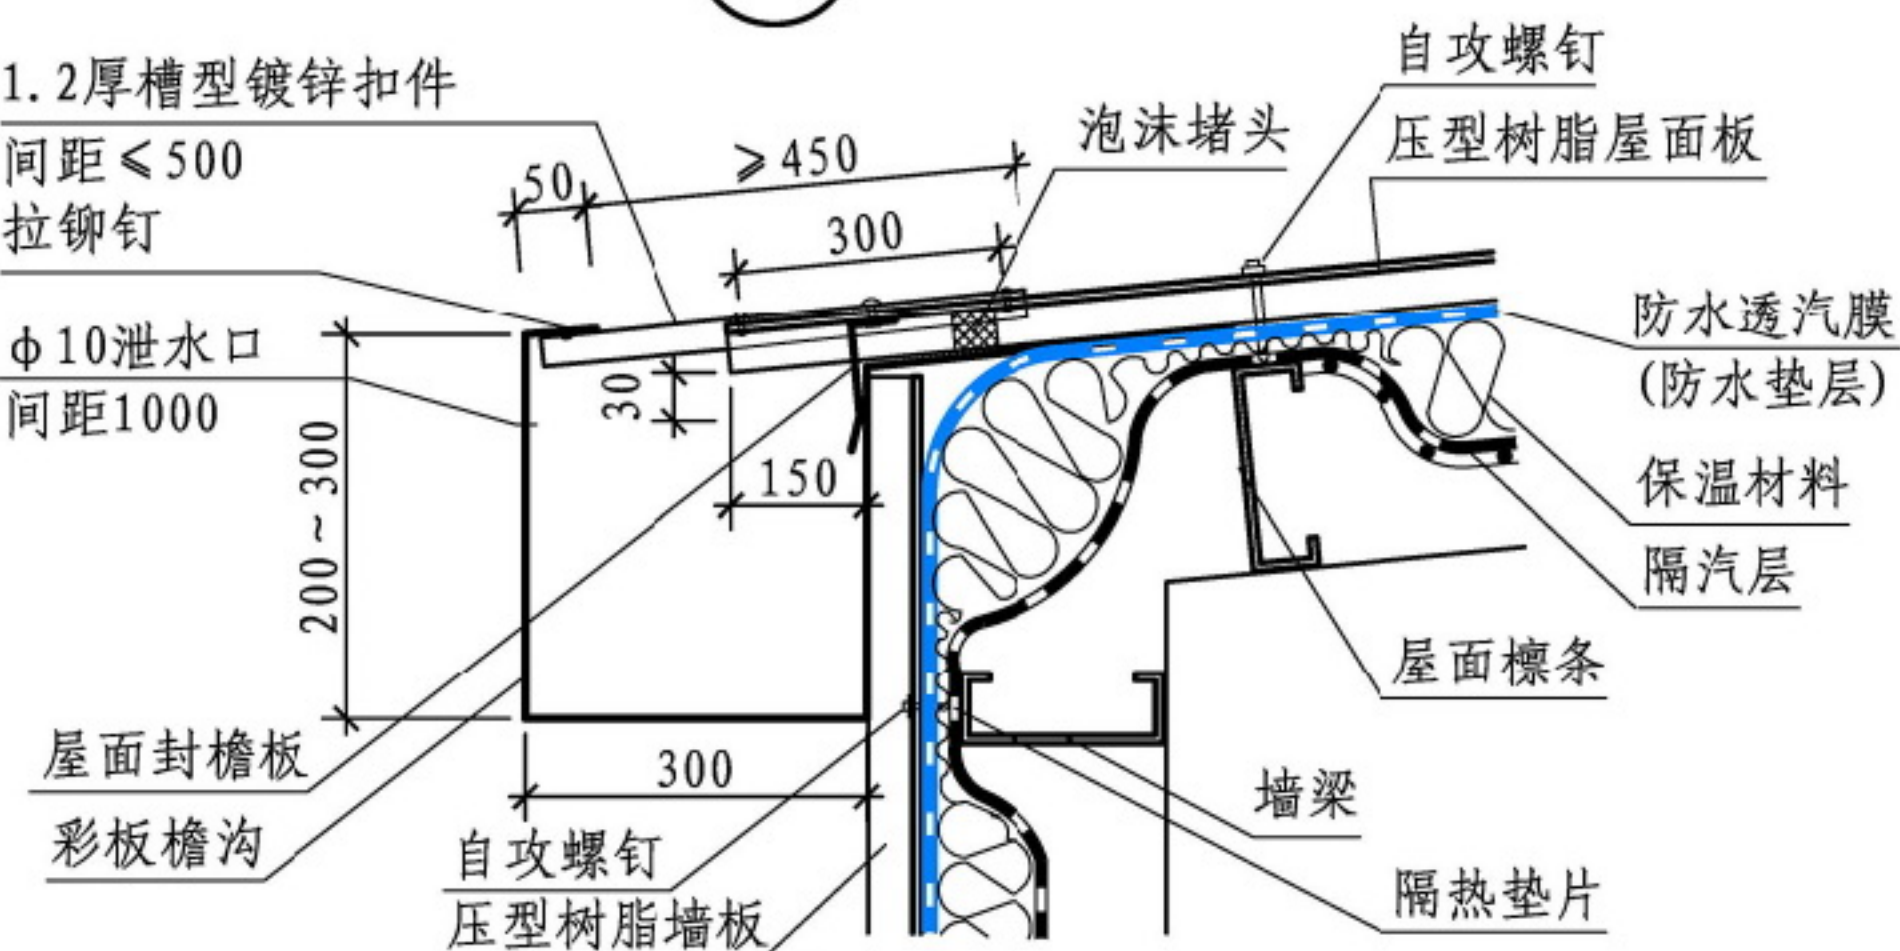 1.2厚槽型镀锌扣件
间距≤500
拉铆钉
φ10泄水口
间距1000
50
≥450
300
泡沫堵头
自攻螺钉
压型树脂屋面板
防水透汽膜
(防水垫层)
保温材料
隔汽层
屋面檩条
30
150
200~300
300
屋面封檐板
彩板檐沟
自攻螺钉
压型树脂墙板
墙梁
隔热垫片